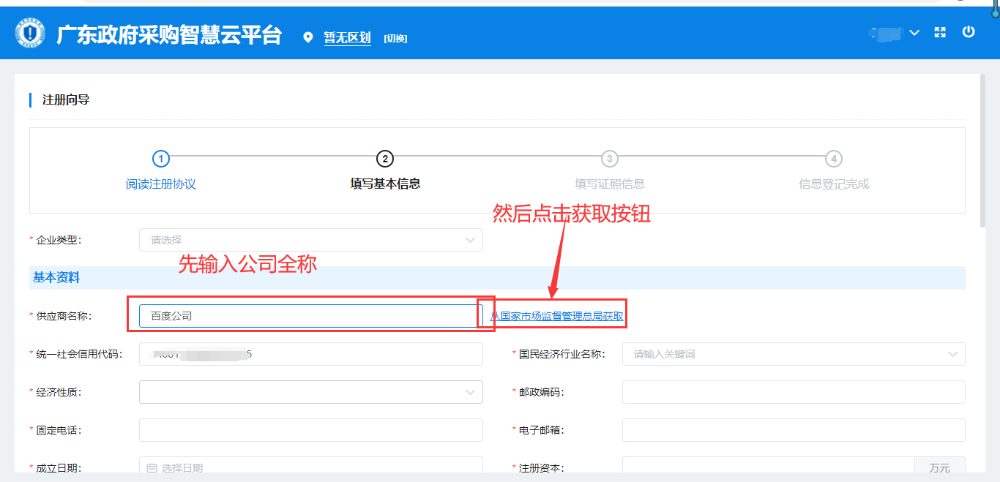 广东政府采购智慧云平台 暂无区划 [切换]
注册向导
1 2 3 4
阅读注册协议 填写基本信息 填写证照信息 信息登记完成
然后点击获取按钮
* 企业类型: 请选择
先输入公司全称
基本资料
* 供应商名称: 百度公司 从国家市场监督管理总局获取
* 统一社会信用代码: 5 * 国民经济行业名称: 请输入关键词
* 经济性质: * 邮政编码:
* 固定电话: * 电子邮箱:
* 成立日期: 选择日期 * 注册资本: 万元